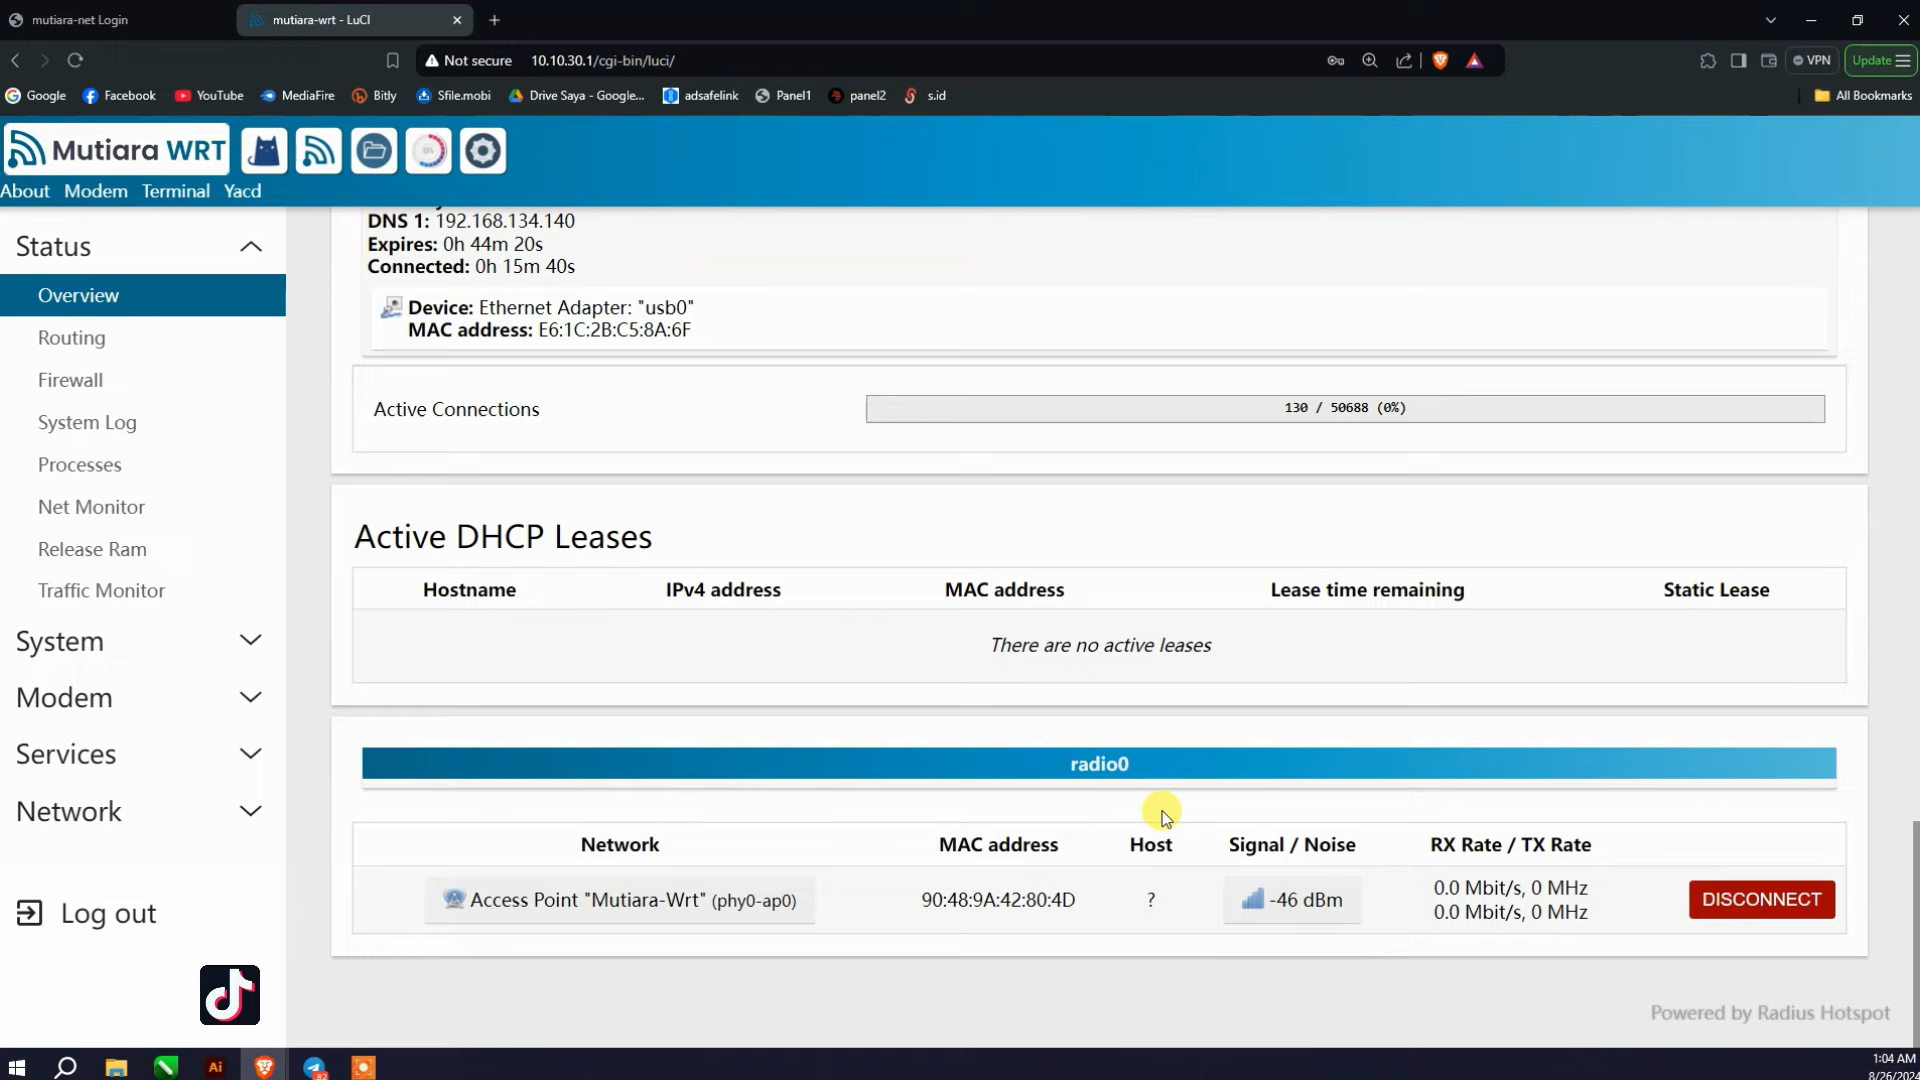 mutiara-net Login
mutiara-wrt - LuCI
Not secure
10.10.30.1/cgi-bin/luci/
VPN
Update
Google
Facebook
YouTube
MediaFire
Bitly
Sfile.mobi
Drive Saya - Google...
adsafelink
Panel1
panel2
s.id
All Bookmarks
Mutiara WRT
About Modem Terminal Yacd
Status
Overview
Routing
Firewall
System Log
Processes
Net Monitor
Release Ram
Traffic Monitor
System
Modem
Services
Network
Log out
DNS 1: 192.168.134.140
Expires: 0h 44m 20s
Connected: 0h 15m 40s
Device: Ethernet Adapter: "usb0"
MAC address: E6:1C:2B:C5:8A:6F
Active Connections
130 / 50688 (0%)
Active DHCP Leases
Hostname IPv4 address MAC address Lease time remaining Static Lease
There are no active leases
radio0
Network MAC address Host Signal / Noise RX Rate / TX Rate
Access Point "Mutiara-Wrt" (phy0-ap0)
90:48:9A:42:80:4D
?
-46 dBm
0.0 Mbit/s, 0 MHz
0.0 Mbit/s, 0 MHz
DISCONNECT
Powered by Radius Hotspot
Ai
82
1:04 AM